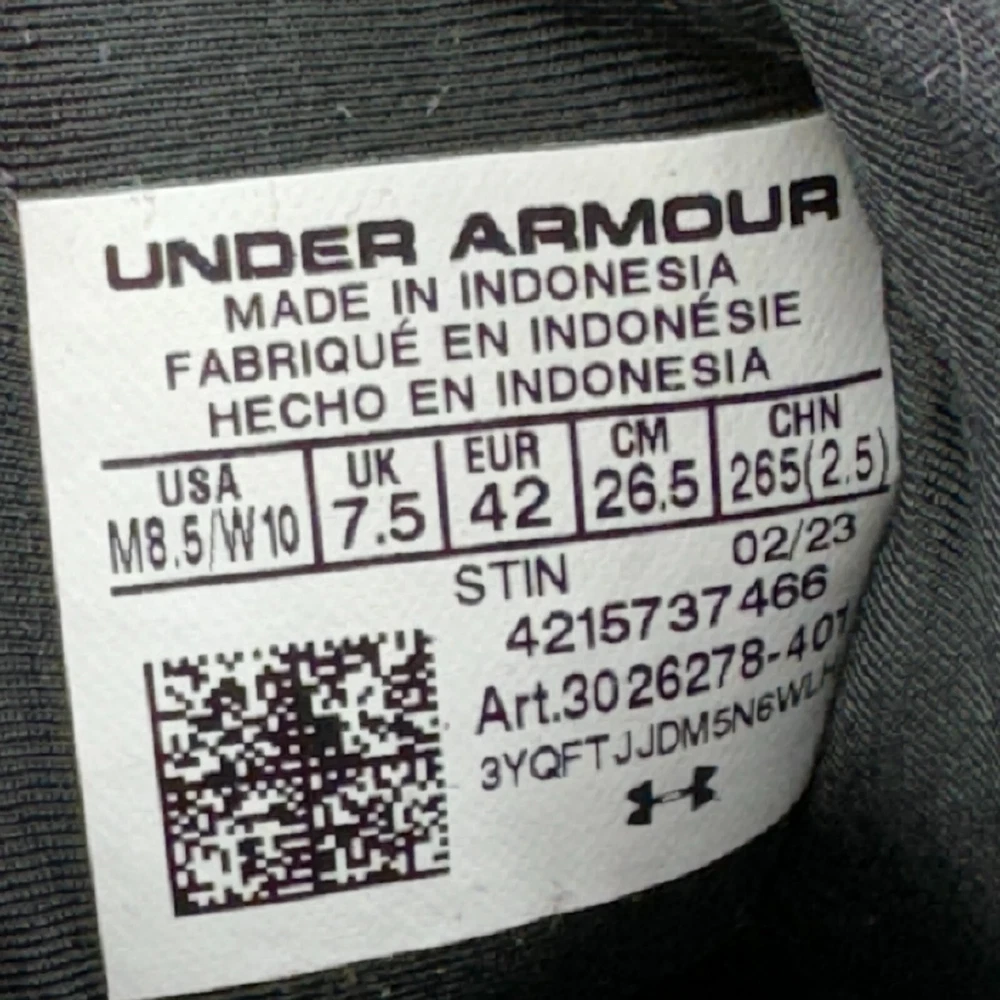 UNDER ARMOUR
MADE IN INDONESIA
FABRIQUÉ EN INDONÉSIE
HECHO EN INDONESIA
USA UK EUR CM CHN
M8.5/W10 7.5 42 26.5 265(2.5)
STIN 02/23
4215737466
Art.3026278-401
3YQFTJJDM5N6WLH